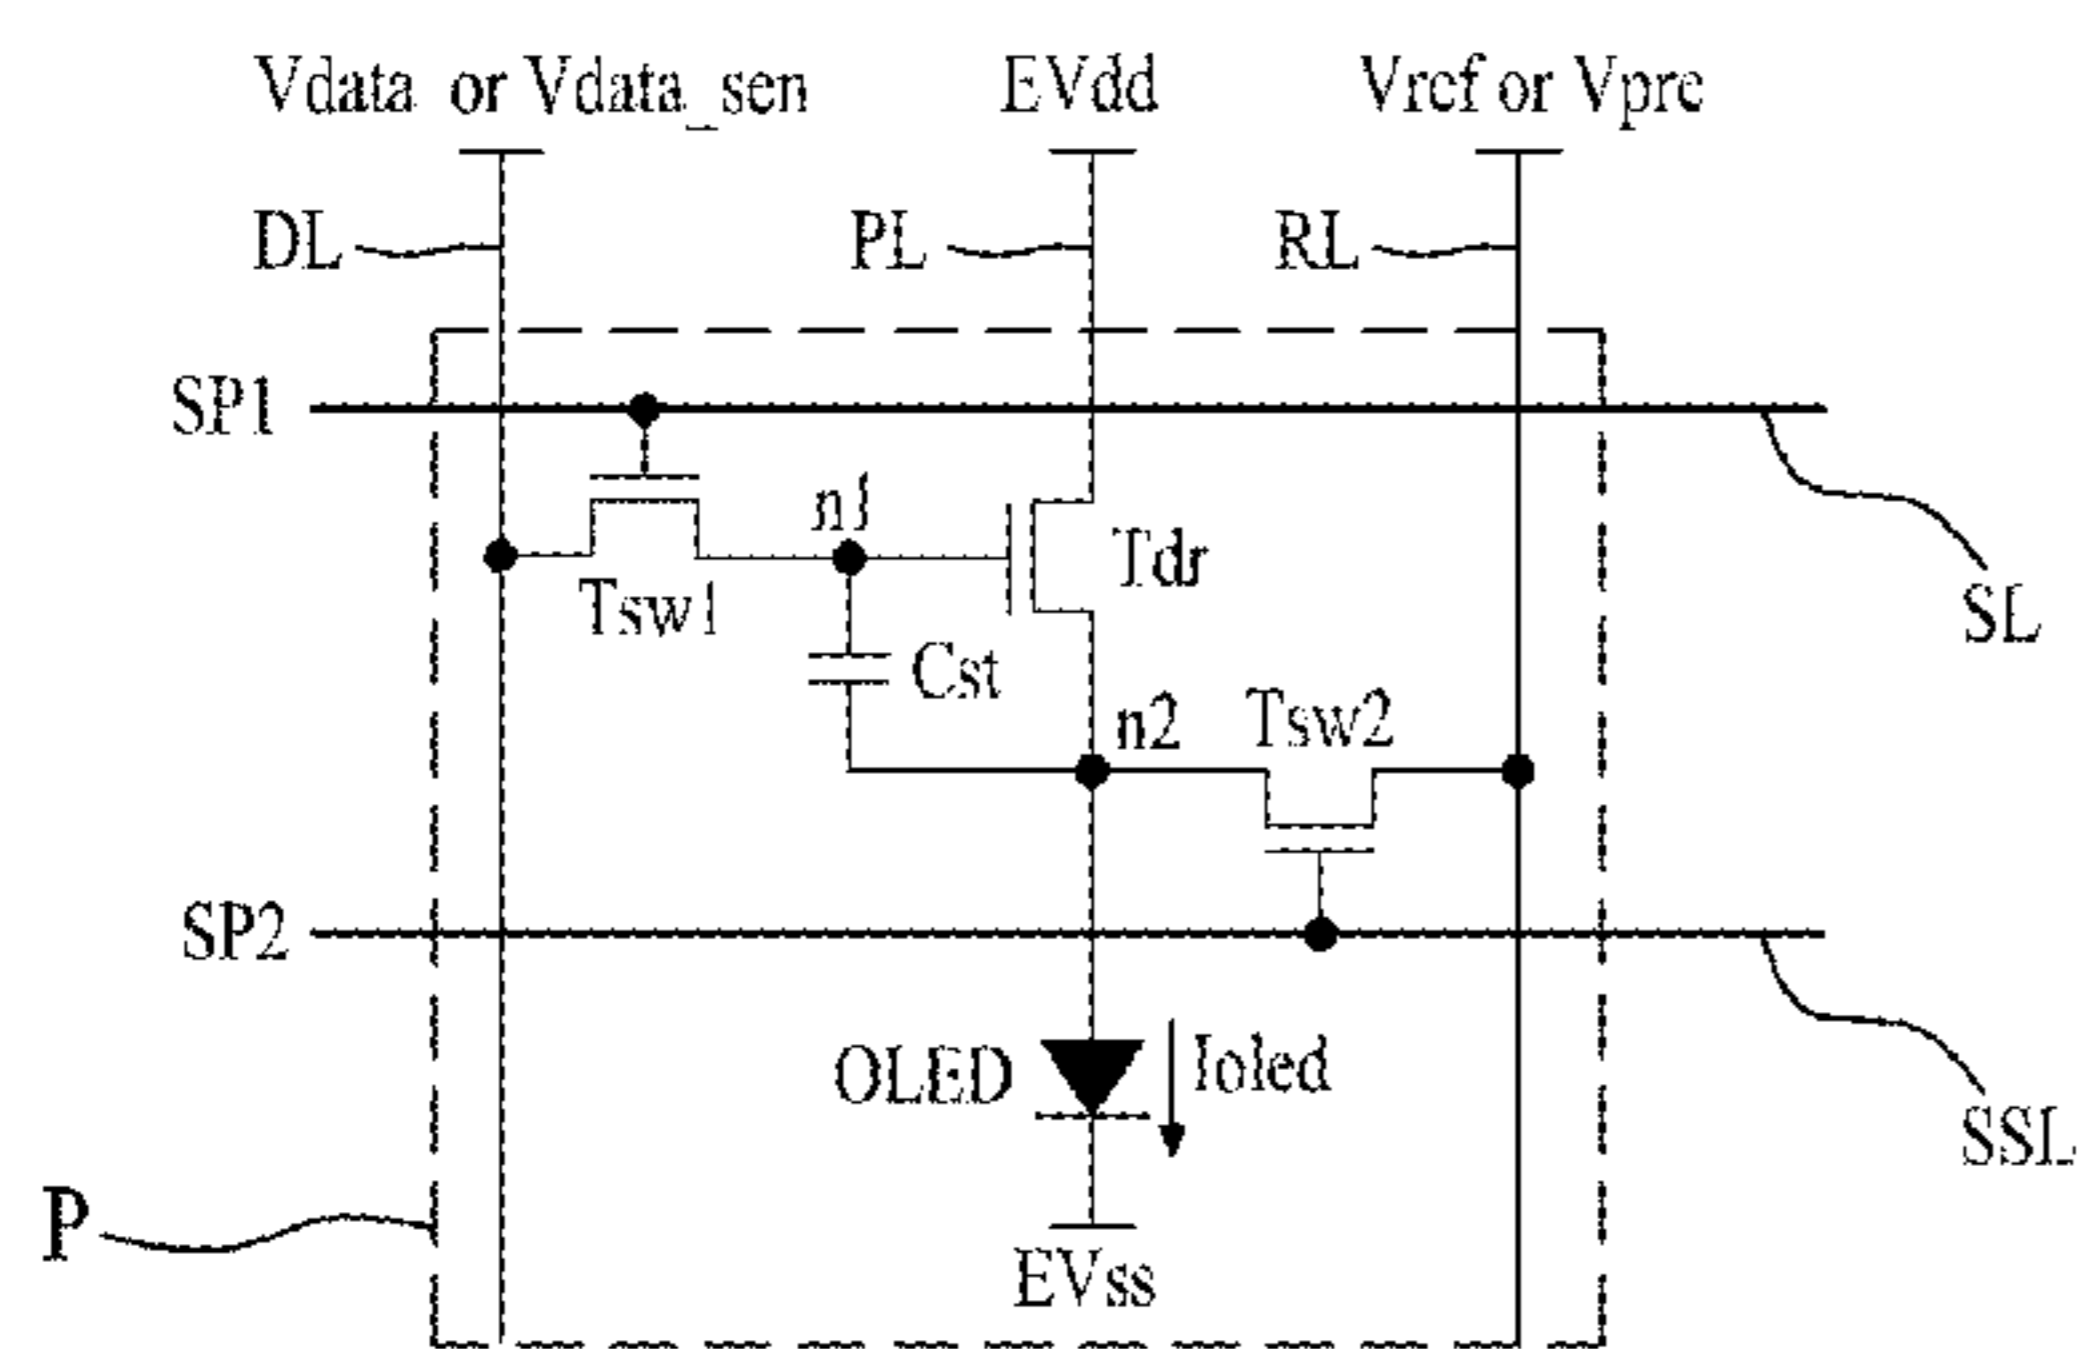 Vdata or Vdata_sen
EVdd
Vref or Vpre
DL
PL
RL
SP1
n1
Tdr
Tsw1
SL
Cst
n2
Tsw2
SP2
OLED
Ioled
SSL
P
EVss